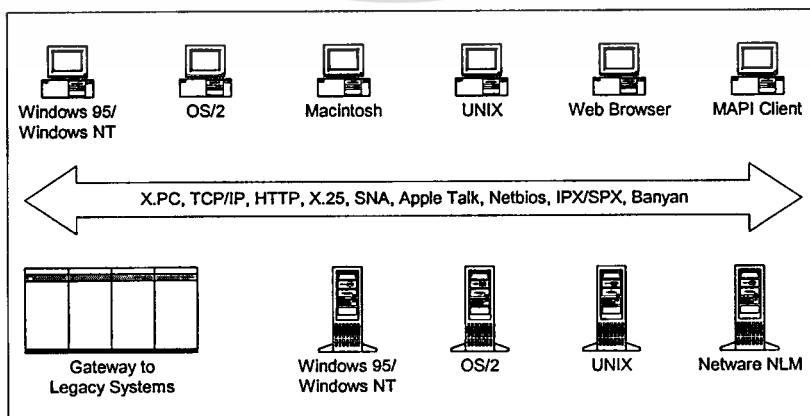 Windows 95/
Windows NT
OS/2
Macintosh
UNIX
Web Browser
MAPI Client
X.PC, TCP/IP, HTTP, X.25, SNA, Apple Talk, Netbios, IPX/SPX, Banyan
Gateway to
Legacy Systems
Windows 95/
Windows NT
OS/2
UNIX
Netware NLM